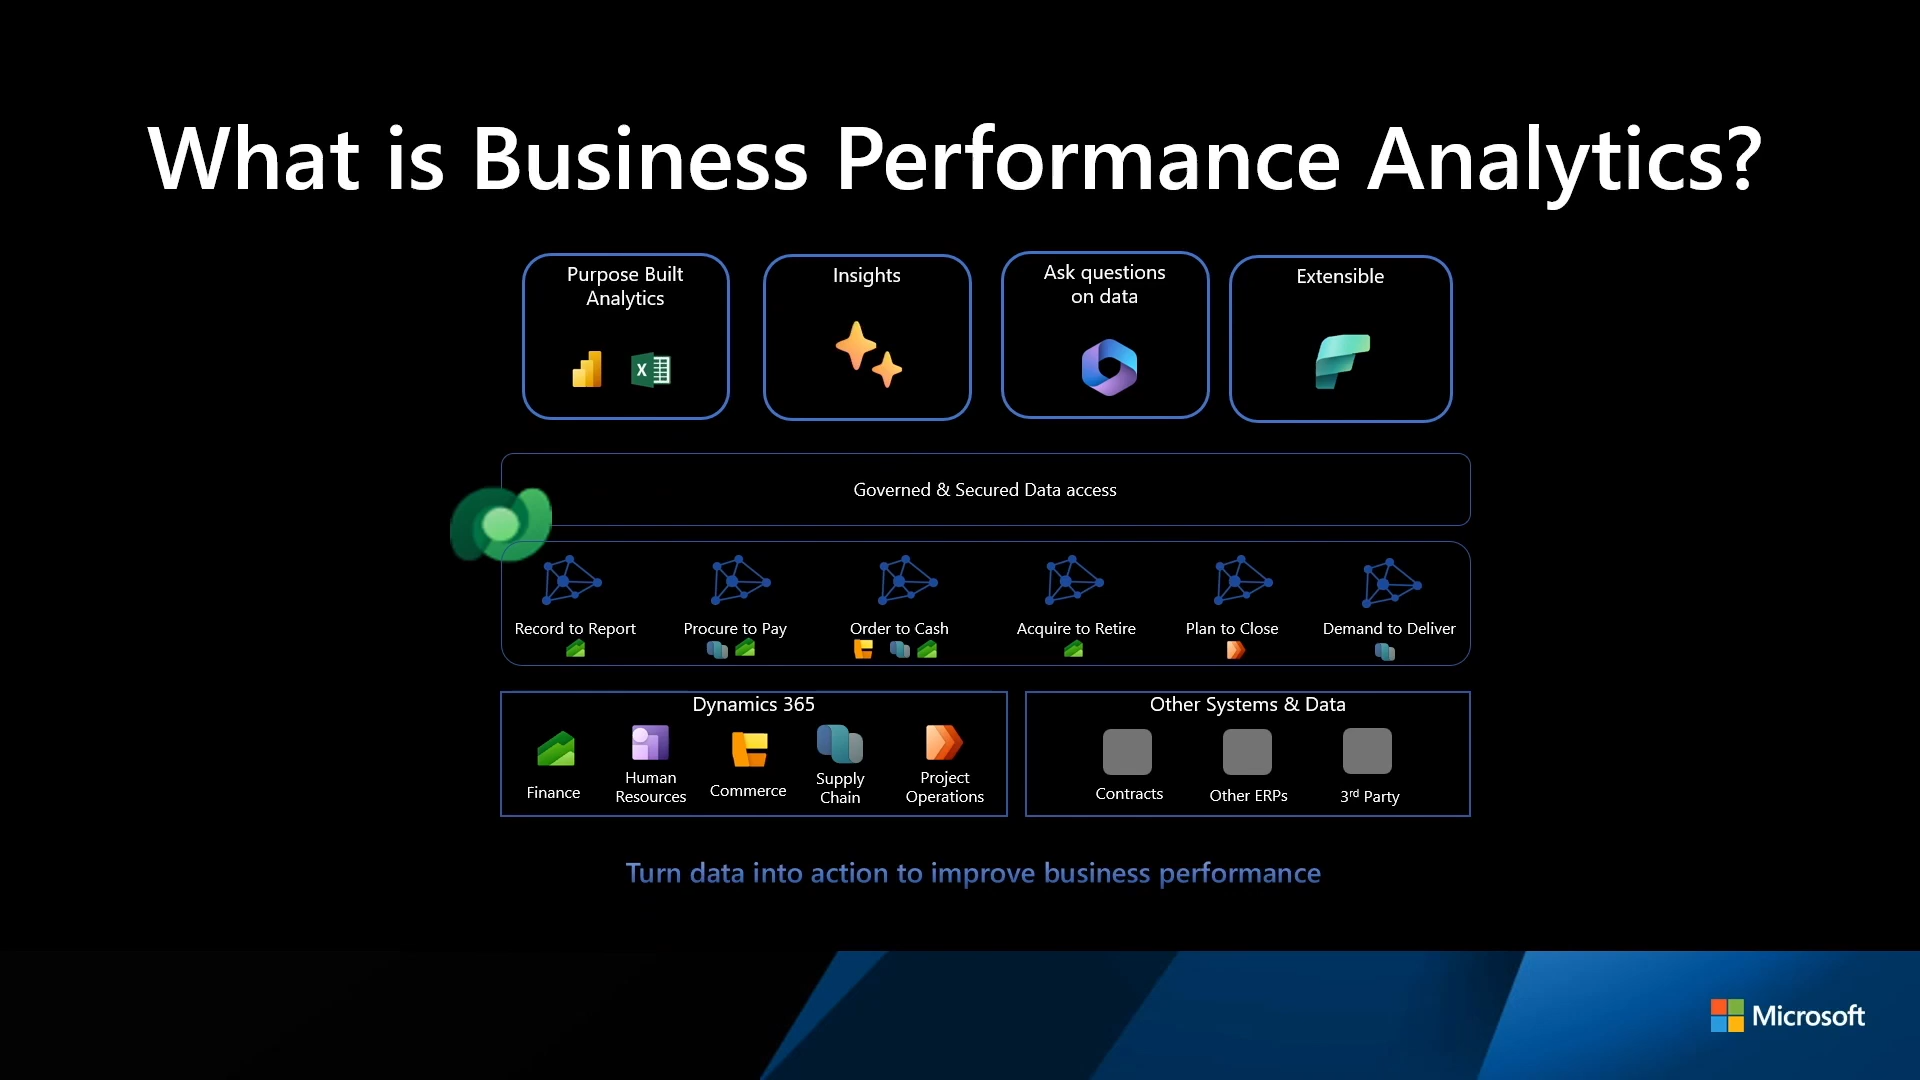 What is Business Performance Analytics?
Purpose Built
Analytics
Insights
Ask questions
on data
Extensible
X
Governed & Secured Data access
Record to Report
Procure to Pay
Order to Cash
Acquire to Retire
Plan to Close
Demand to Deliver
Dynamics 365
Finance
Human
Resources
Commerce
Supply
Chain
Project
Operations
Other Systems & Data
Contracts
Other ERPs
3rd Party
Turn data into action to improve business performance
Microsoft